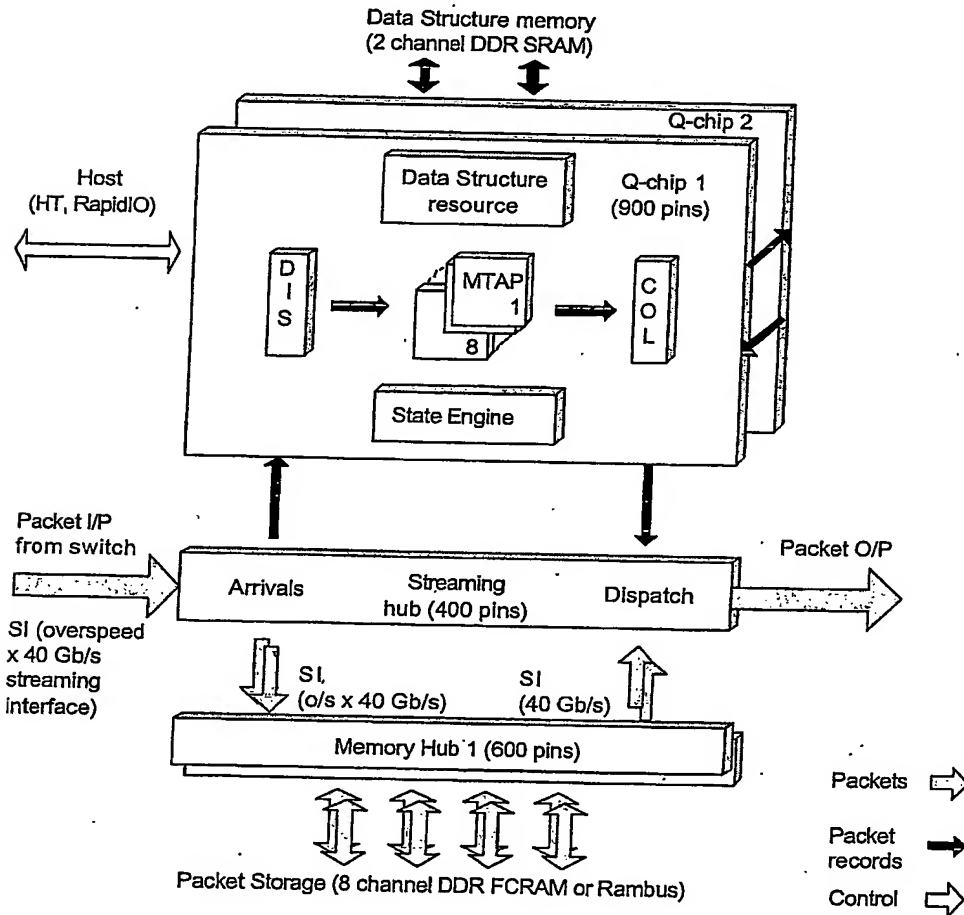 Data Structure memory
(2 channel DDR SRAM)
Q-chip 2
Host
(HT, RapidIO)
Data Structure
resource
Q-chip 1
(900 pins)
D
I
S
MTAP
1
8
C
O
L
State Engine
Packet I/P
from switch
Arrivals
Streaming
hub (400 pins)
Dispatch
Packet O/P
SI (overspeed
x 40 Gb/s
streaming
interface)
SI,
(o/s x 40 Gb/s)
SI
(40 Gb/s)
Memory Hub 1 (600 pins)
Packets
Packet
records
Control
Packet Storage (8 channel DDR FCRAM or Rambus)